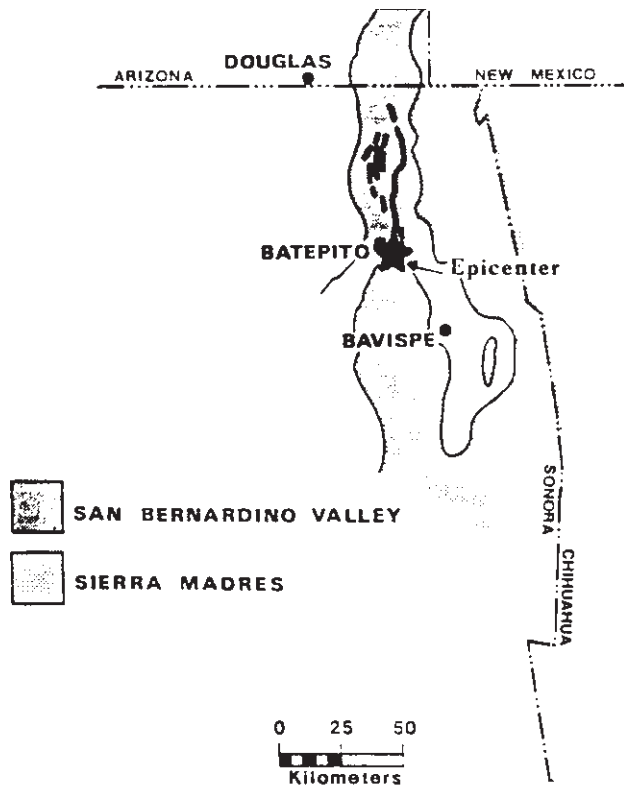 DOUGLAS
ARIZONA
NEW MEXICO
BATEPITO
Epicenter
BAVISPE
SONORA
CHIHUAHUA
SAN BERNARDINO VALLEY
SIERRA MADRES
0 25 50
Kilometers